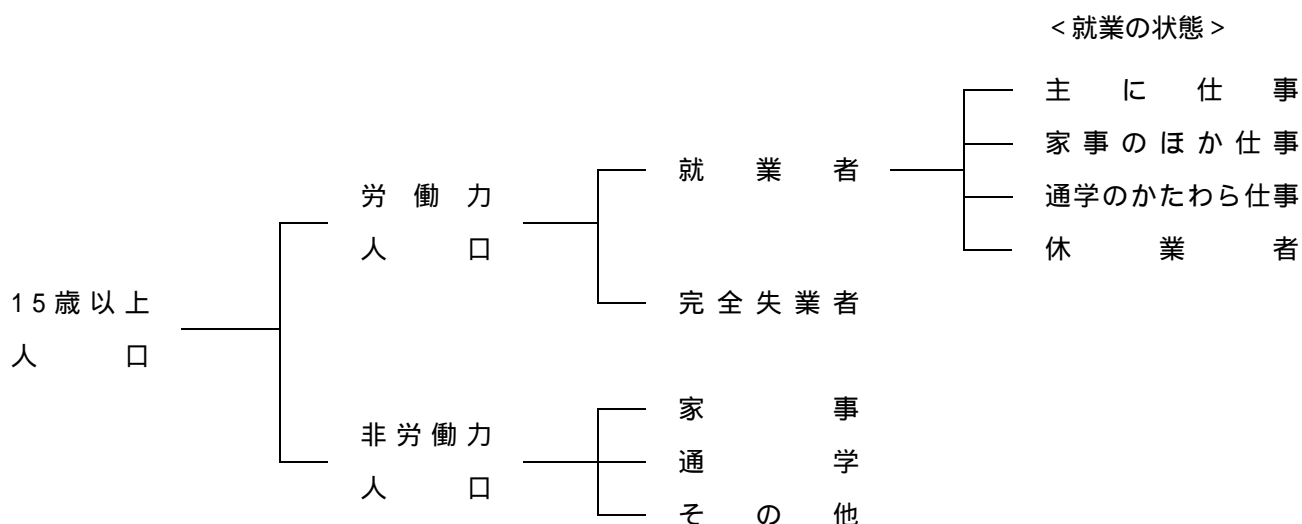 <就業の状態>
主に仕事
家事のほか仕事
就業者
通学のかたわら仕事
労働力
人口
休業者
15歳以上
人口
完全失業者
家事
非労働力
人口
通学
その他